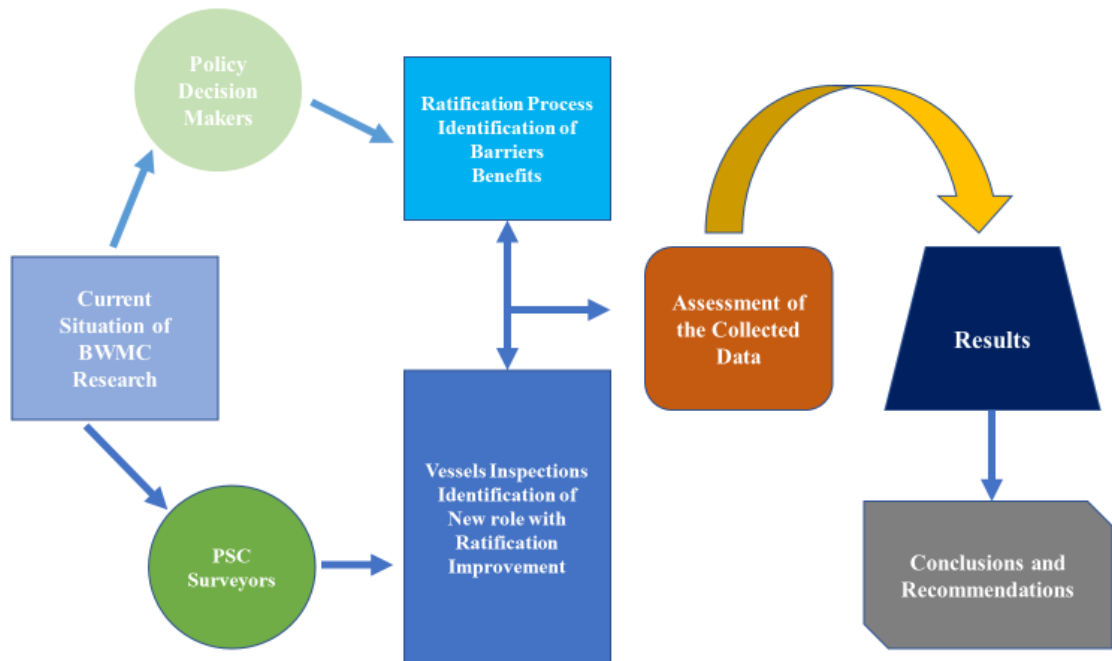 Policy
Decision
Makers
Ratification Process
Identification of
Barriers
Benefits
Current
Situation of
BWMC
Research
Assessment of
the Collected
Data
Results
Vessels Inspections
Identification of
New role with
Ratification
Improvement
PSC
Surveyors
Conclusions and
Recommendations